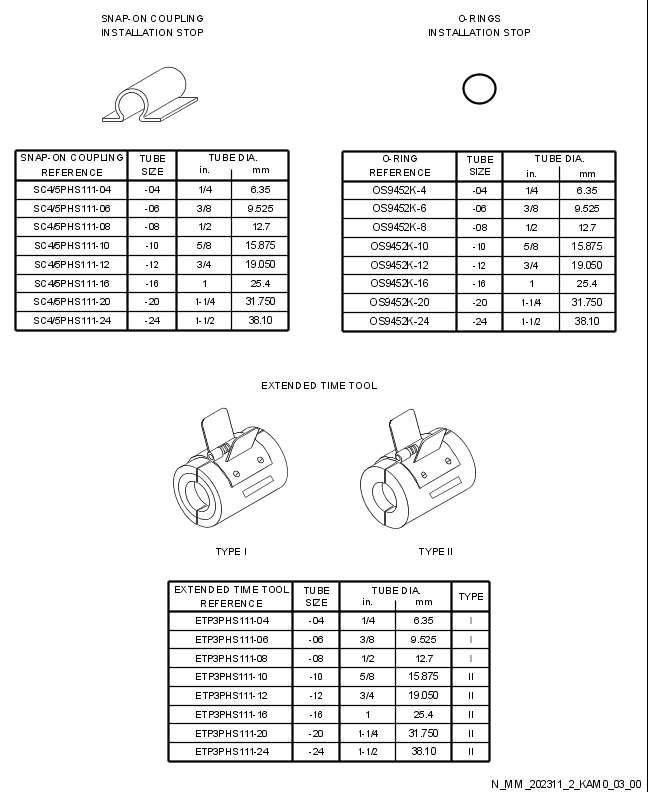 SNAP-ON COUPLING
INSTALLATION STOP
O-RINGS
INSTALLATION STOP
SNAP-ON COUPLING REFERENCE TUBE SIZE TUBE DIA. in. mm
SC4/5PHS111-04 -04 1/4 6.35
SC4/5PHS111-06 -06 3/8 9.525
SC4/5PHS111-08 -08 1/2 12.7
SC4/5PHS111-10 -10 5/8 15.875
SC4/5PHS111-12 -12 3/4 19.050
SC4/5PHS111-16 -16 1 25.4
SC4/5PHS111-20 -20 1-1/4 31.750
SC4/5PHS111-24 -24 1-1/2 38.10
O-RING REFERENCE TUBE SIZE TUBE DIA. in. mm
OS9452K-4 -04 1/4 6.35
OS9452K-6 -06 3/8 9.525
OS9452K-8 -08 1/2 12.7
OS9452K-10 -10 5/8 15.875
OS9452K-12 -12 3/4 19.050
OS9452K-16 -16 1 25.4
OS9452K-20 -20 1-1/4 31.750
OS9452K-24 -24 1-1/2 38.10
EXTENDED TIME TOOL
TYPE I
TYPE II
EXTENDED TIME TOOL REFERENCE TUBE SIZE TUBE DIA. in. mm TYPE
ETP3PHS111-04 -04 1/4 6.35 I
ETP3PHS111-06 -06 3/8 9.525 I
ETP3PHS111-08 -08 1/2 12.7 I
ETP3PHS111-10 -10 5/8 15.875 II
ETP3PHS111-12 -12 3/4 19.050 II
ETP3PHS111-16 -16 1 25.4 II
ETP3PHS111-20 -20 1-1/4 31.750 II
ETP3PHS111-24 -24 1-1/2 38.10 II
N_MM_202311_2_KAM0_03_00